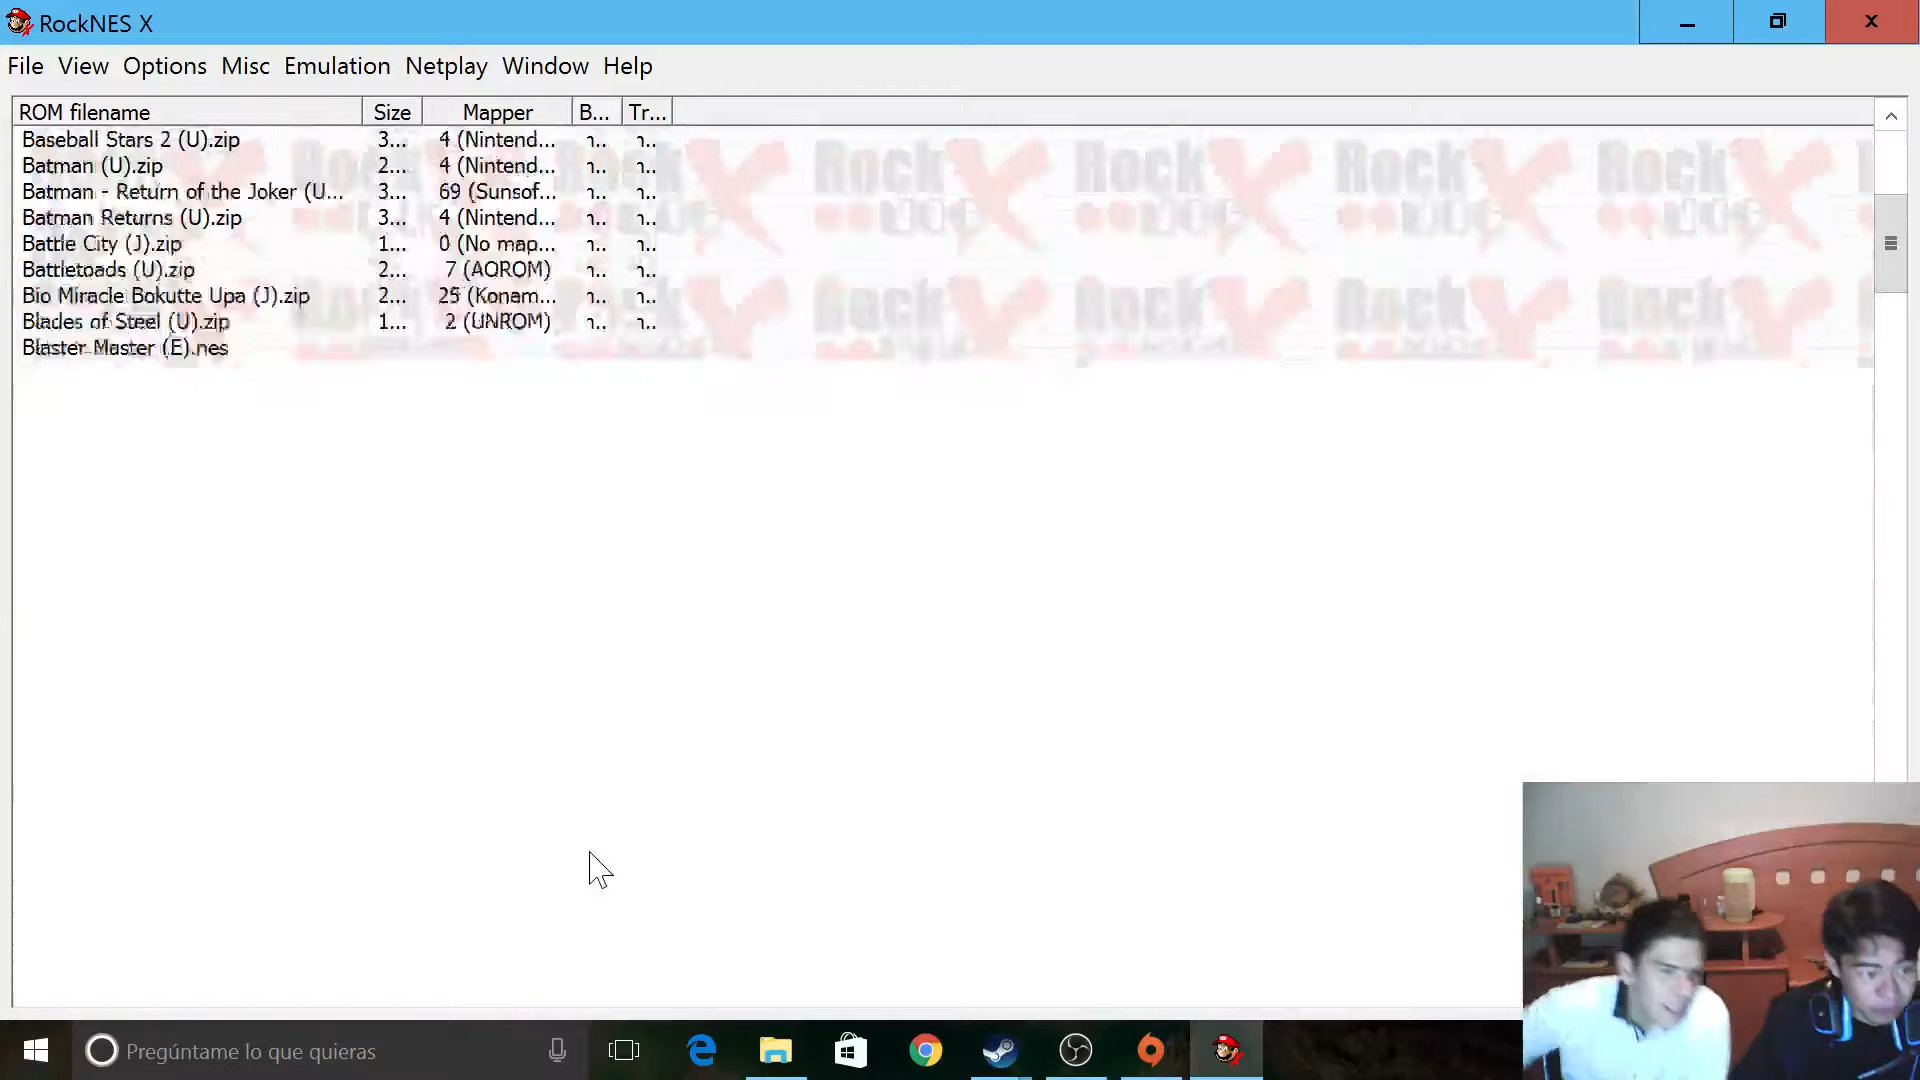 RockNES X
File View Options Misc Emulation Netplay Window Help
ROM filename Size Mapper B... Tr...
Baseball Stars 2 (U).zip 3... 4 (Nintend...
Batman (U).zip 2... 4 (Nintend...
Batman - Return of the Joker (U... 3... 69 (Sunsof...
Batman Returns (U).zip 3... 4 (Nintend...
Battle City (J).zip 1... 0 (No map...
Battletoads (U).zip 2... 7 (AOROM)
Bio Miracle Bokutte Upa (J).zip 2... 25 (Konam...
Blades of Steel (U).zip 1... 2 (UNROM)
Blaster Master (E).nes
Pregúntame lo que quieras